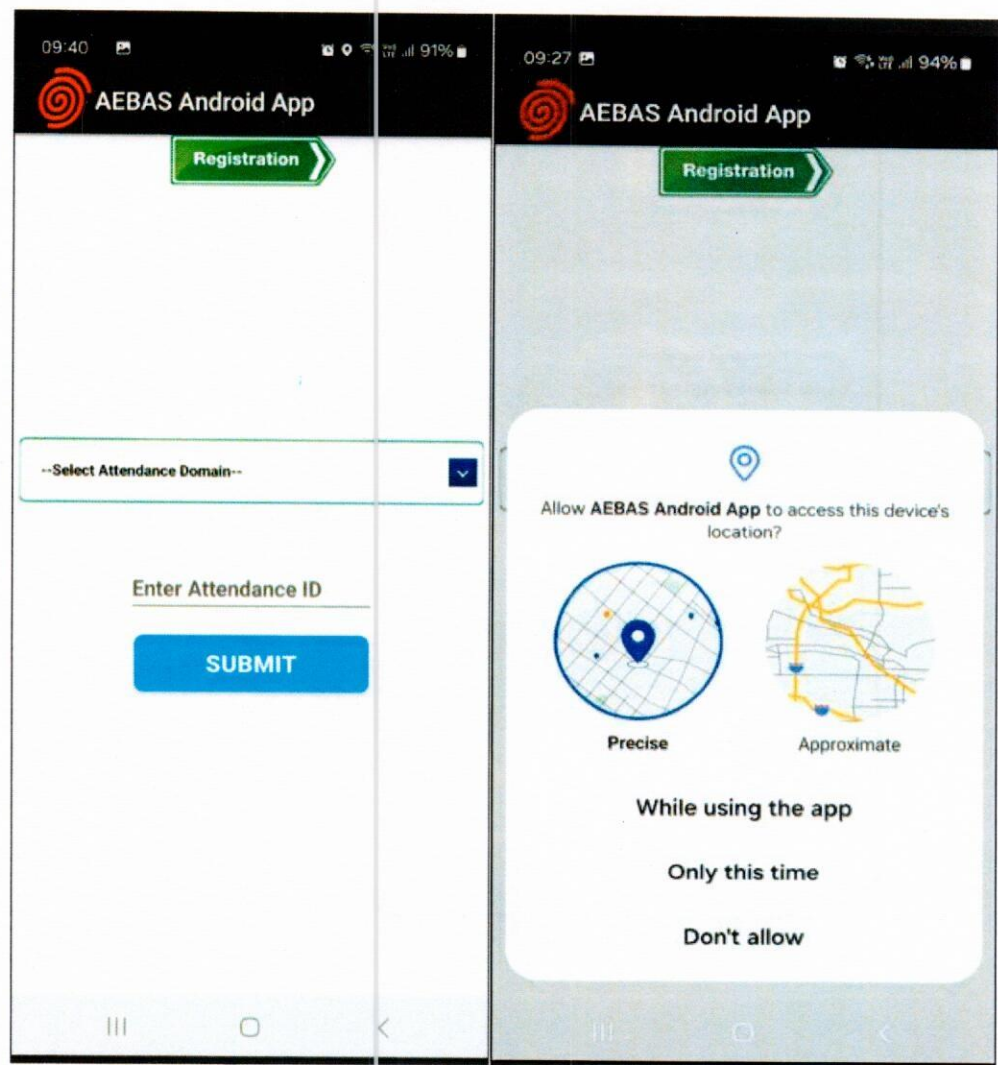 09:40
91%
AEBAS Android App
Registration
--Select Attendance Domain--
Enter Attendance ID
SUBMIT
09:27
94%
AEBAS Android App
Registration
Allow AEBAS Android App to access this device's
location?
Precise
Approximate
While using the app
Only this time
Don't allow